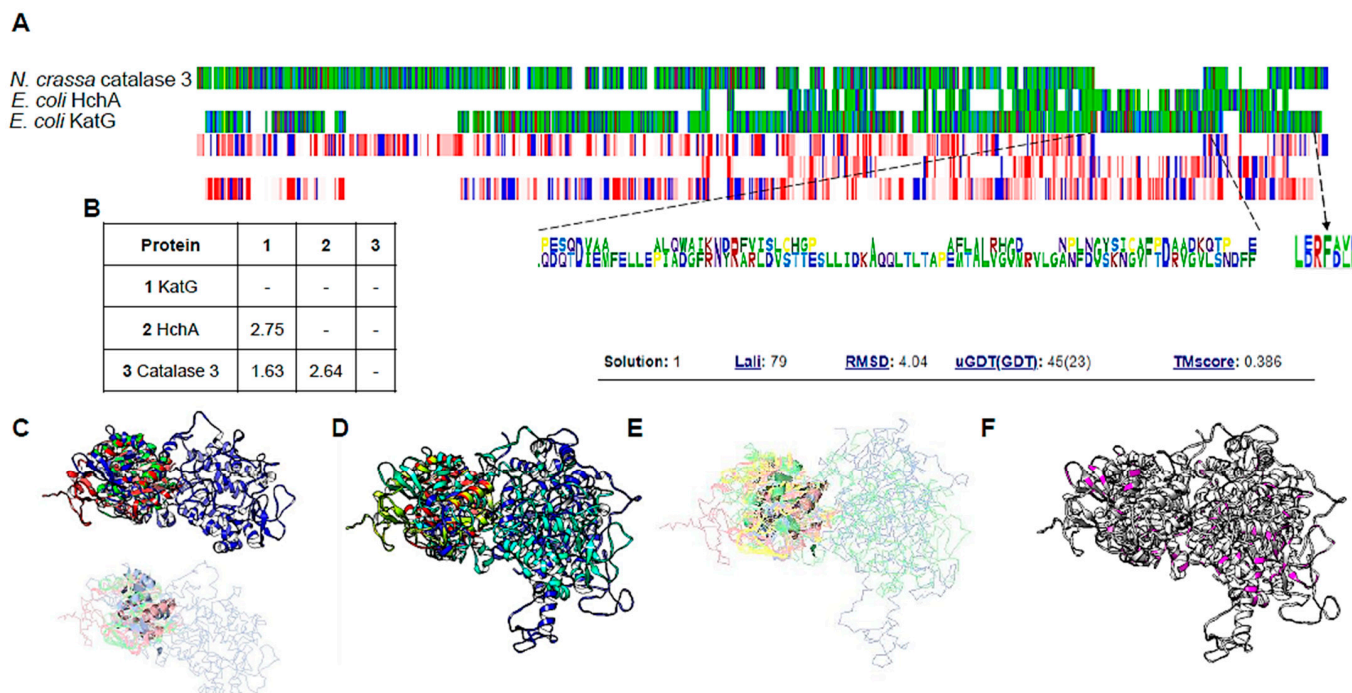 A
N. crassa catalase 3
E. coli HchA
E. coli KatG
B
Protein 1 2 3
1 KatG - - -
2 HchA 2.75 - -
3 Catalase 3 1.63 2.64 -
Solution: 1 Lali: 79 RMSD: 4.04 uGDT(GDT): 45(23) TMscore: 0.386
C D E F